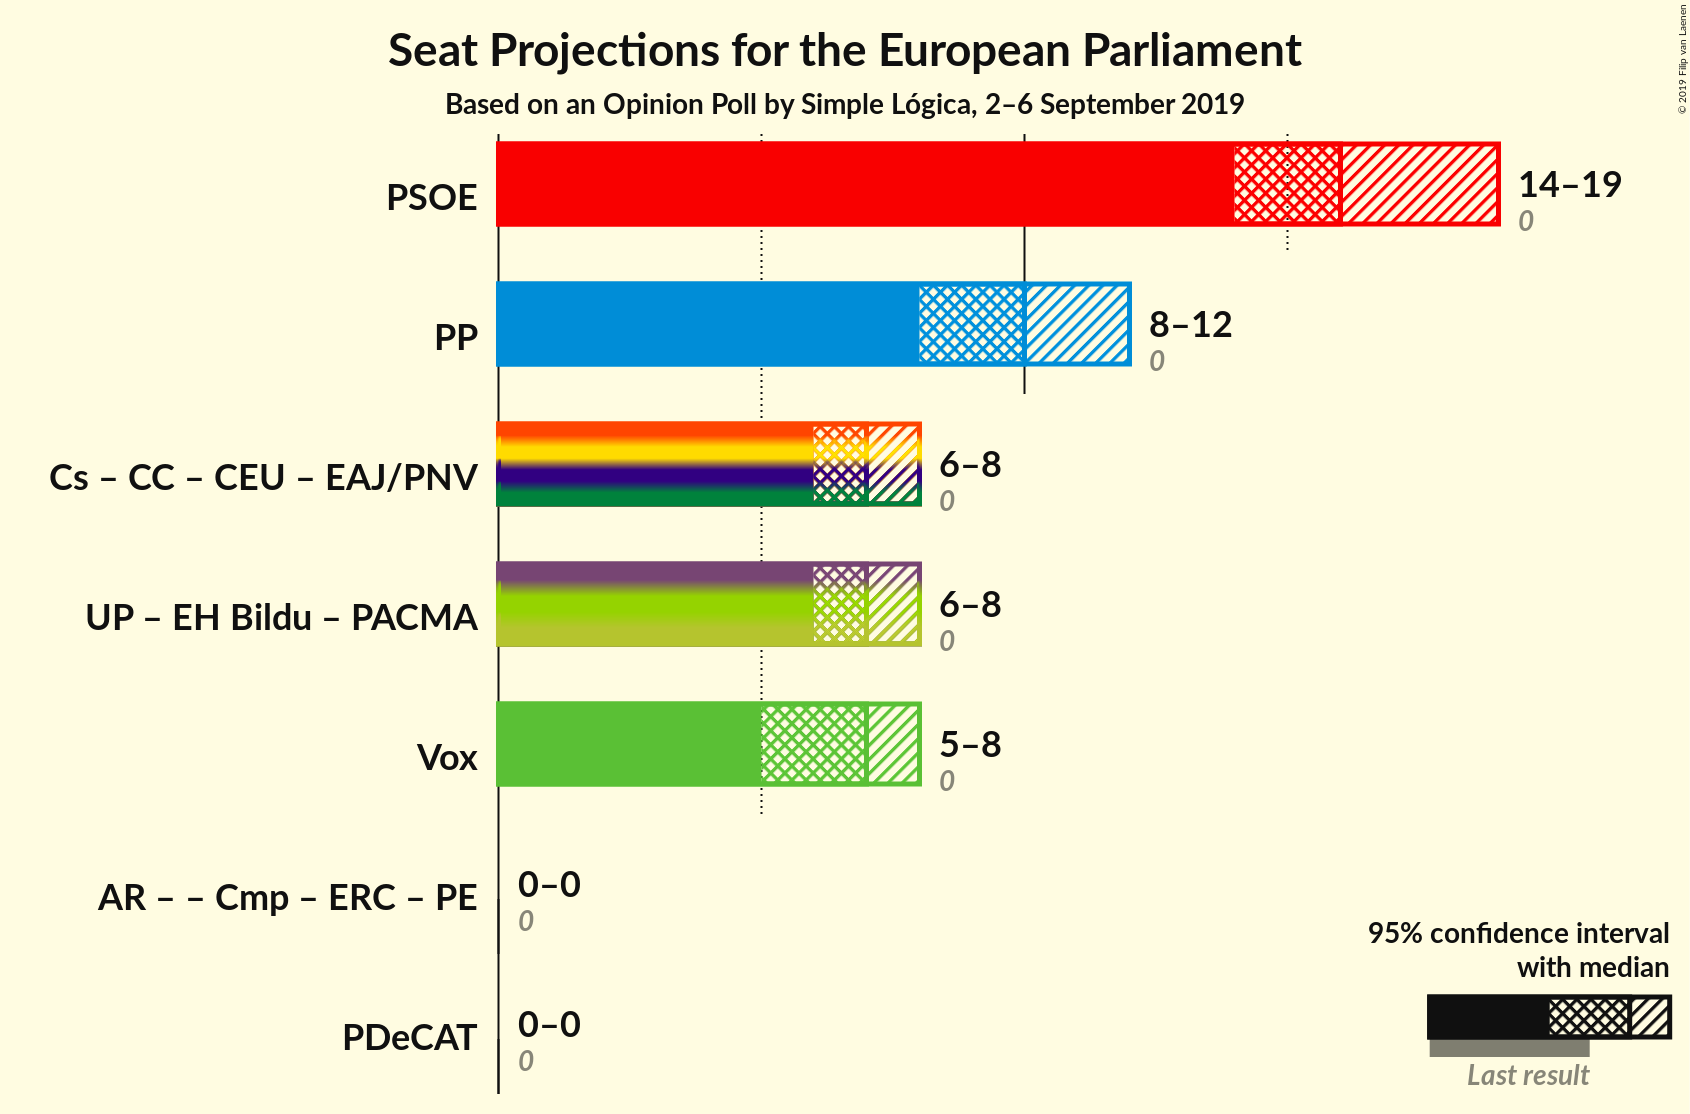 Seat Projections for the European Parliament
Based on an Opinion Poll by Simple Lógica, 2–6 September 2019
© 2019 Filip van Laenen
PSOE
14–19
0
PP
8–12
0
Cs – CC – CEU – EAJ/PNV
6–8
0
UP – EH Bildu – PACMA
6–8
0
Vox
5–8
0
AR – – Cmp – ERC – PE
0–0
0
PDeCAT
0–0
0
95% confidence interval
with median
Last result